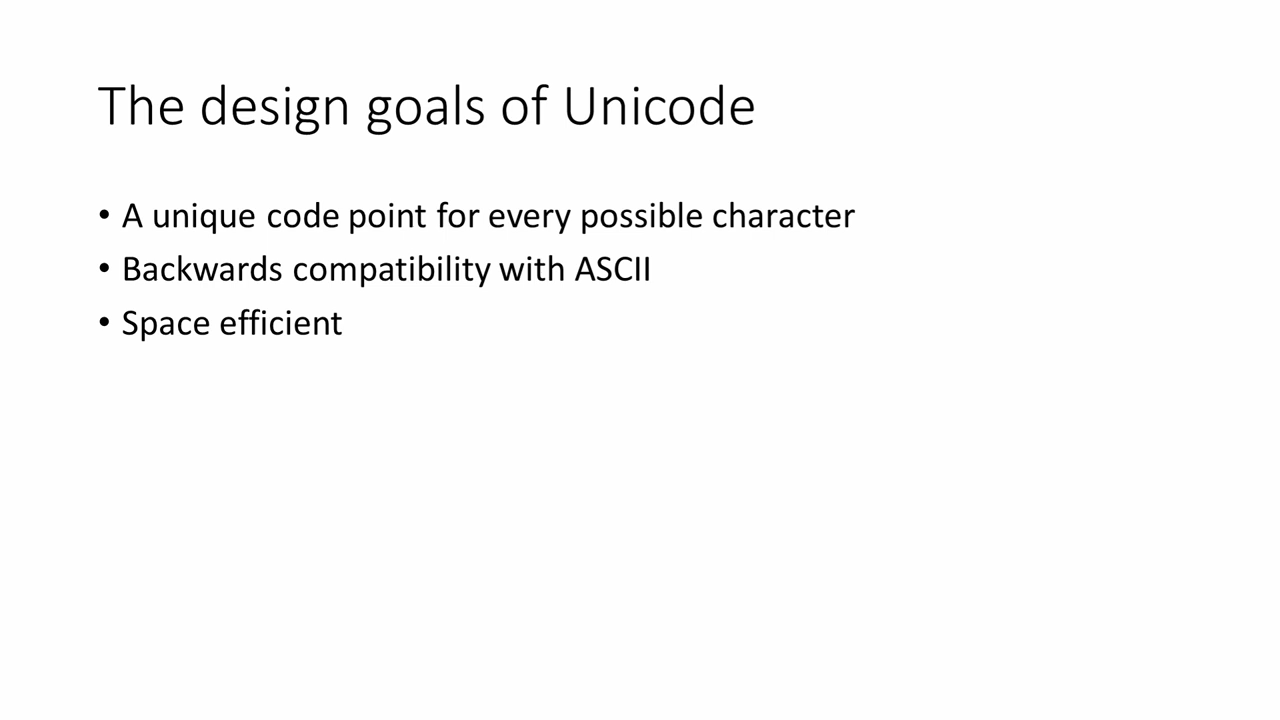 The design goals of Unicode
• A unique code point for every possible character
• Backwards compatibility with ASCII
• Space efficient